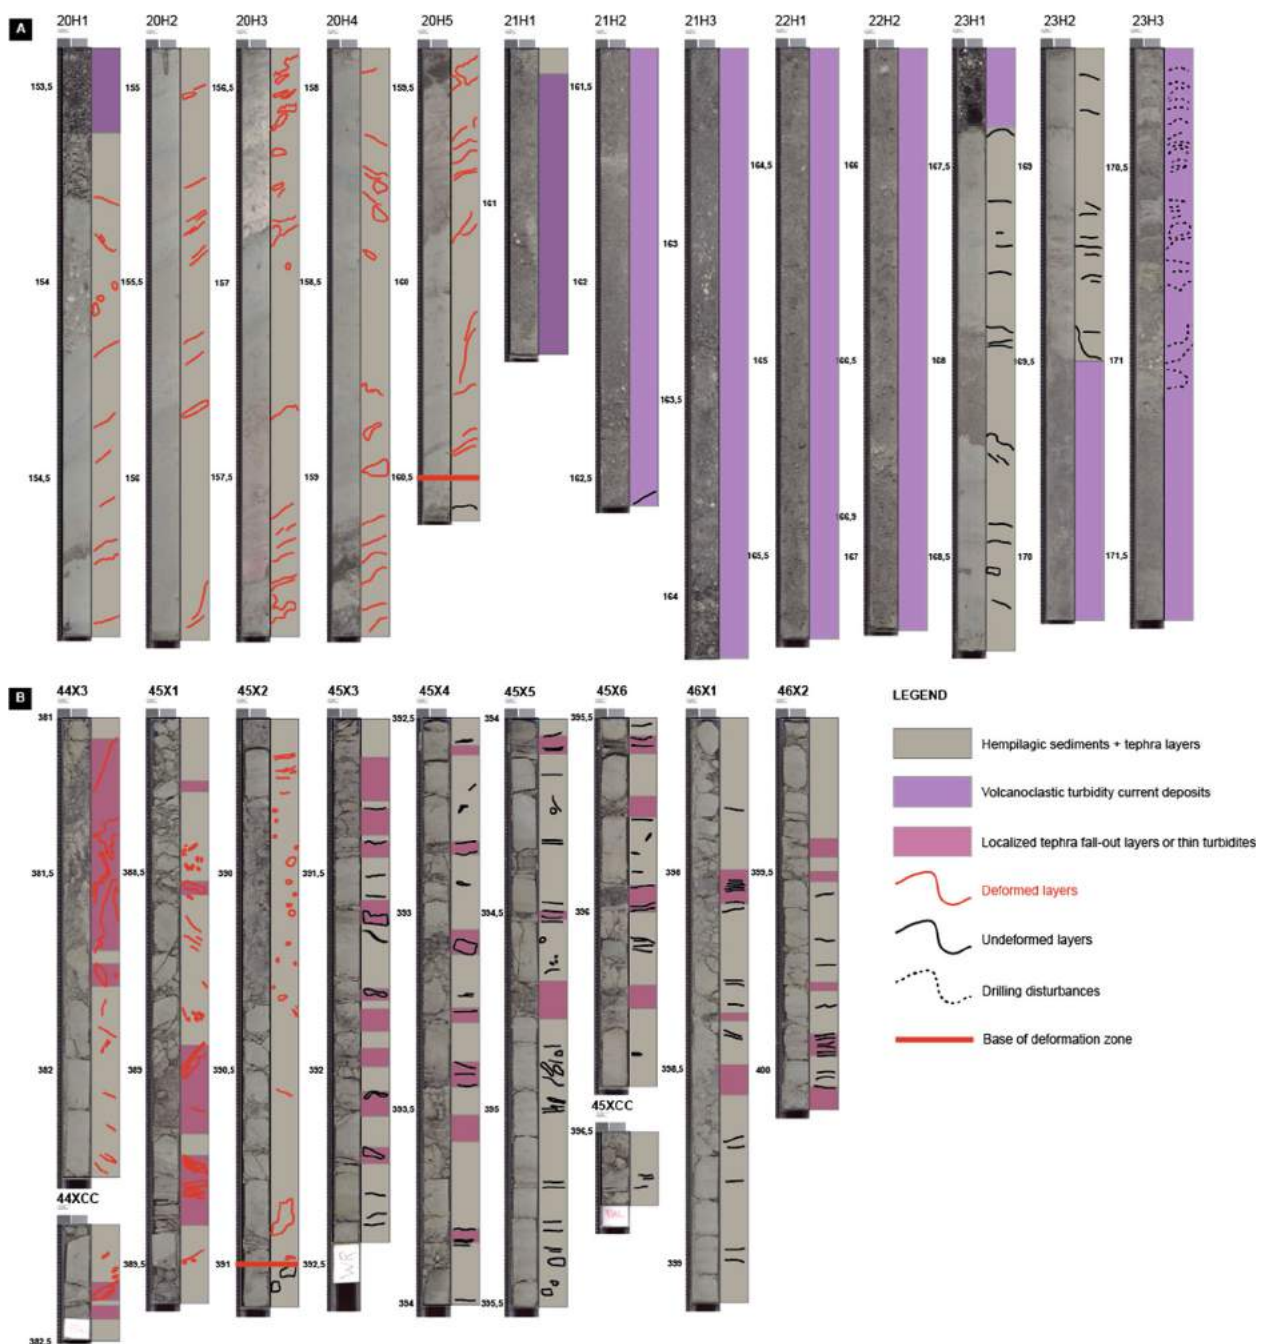 A
20H1 20H2 20H3 20H4 20H5 21H1 21H2 21H3 22H1 22H2 23H1 23H2 23H3
153,5 155 156,5 158 159,5 161,5
164,5 166 167,5 169 170,5
161
163
154 155,5 157 158,5 160 162
165 166,5 168 169,5 171
163,5
154,5 156 157,5 159 160,5 162,5
166,9
165,5 167 168,5 170 171,5
164
B
44X3 45X1 45X2 45X3 45X4 45X5 45X6 46X1 46X2
381 392,5 394 395,5
381,5 388,5 390 391,5 398 399,5
393 394,5 396
382 389 390,5 392 398,5 400
393,5 395
45XCC
396,5
44XCC
WR
PAL
389,5 391 392,5 399
394 395,5
382,5
LEGEND
Hempilagic sediments + tephra layers
Volcanoclastic turbidity current deposits
Localized tephra fall-out layers or thin turbidites
Deformed layers
Undeformed layers
Drilling disturbances
Base of deformation zone